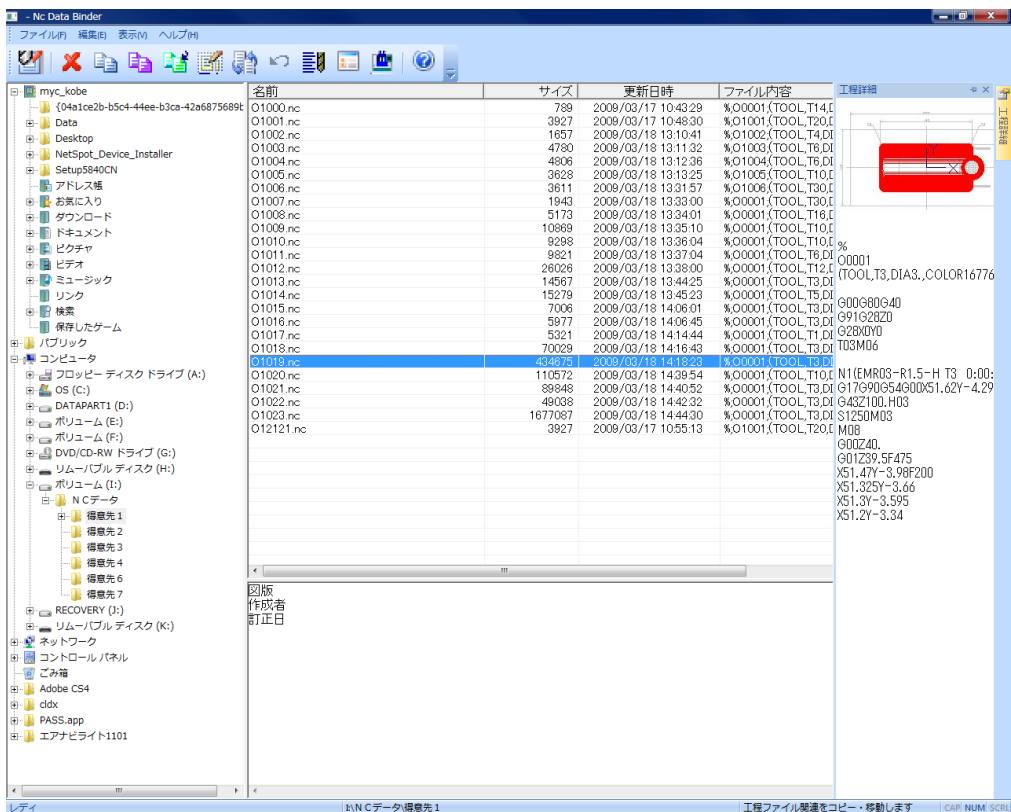 - Nc Data Binder
ファイル(F) 編集(E) 表示(V) ヘルプ(H)
myc_kobe
{04a1ce2b-b5c4-44ee-b3ca-42a6875689b
Data
Desktop
NetSpot_Device_Installer
Setup5840CN
アドレス帳
お気に入り
ダウンロード
ドキュメント
ピクチャ
ビデオ
ミュージック
リンク
検索
保存したゲーム
パブリック
コンピュータ
フロッピー ディスク ドライブ (A:)
OS (C:)
DATAPART1 (D:)
ボリューム (E:)
ボリューム (F:)
DVD/CD-RW ドライブ (G:)
リムーバブル ディスク (H:)
ボリューム (I:)
NCデータ
得意先1
得意先2
得意先3
得意先4
得意先6
得意先7
RECOVERY (J:)
リムーバブル ディスク (K:)
ネットワーク
コントロール パネル
ごみ箱
Adobe CS4
cldx
PASS.app
エアナビライト1101
名前 サイズ 更新日時 ファイル内容
O1000.nc 789 2009/03/17 10:43:29 %,O0001,(TOOL,T14,D
O1001.nc 3927 2009/03/17 10:48:30 %,O1001,(TOOL,T20,D
O1002.nc 1657 2009/03/18 13:10:41 %,O1002,(TOOL,T4,DI
O1003.nc 4780 2009/03/18 13:11:32 %,O1003,(TOOL,T6,DI
O1004.nc 4806 2009/03/18 13:12:36 %,O1004,(TOOL,T6,DI
O1005.nc 3628 2009/03/18 13:13:25 %,O1005,(TOOL,T10,D
O1006.nc 3611 2009/03/18 13:31:57 %,O1006,(TOOL,T30,D
O1007.nc 1943 2009/03/18 13:33:00 %,O0001,(TOOL,T30,D
O1008.nc 5173 2009/03/18 13:34:01 %,O0001,(TOOL,T16,D
O1009.nc 10869 2009/03/18 13:35:10 %,O0001,(TOOL,T10,D
O1010.nc 9298 2009/03/18 13:36:04 %,O0001,(TOOL,T10,D
O1011.nc 9821 2009/03/18 13:37:04 %,O0001,(TOOL,T6,DI
O1012.nc 26026 2009/03/18 13:38:00 %,O0001,(TOOL,T12,D
O1013.nc 14567 2009/03/18 13:44:25 %,O0001,(TOOL,T3,DI
O1014.nc 15279 2009/03/18 13:45:23 %,O0001,(TOOL,T5,DI
O1015.nc 7006 2009/03/18 14:06:01 %,O0001,(TOOL,T3,DI
O1016.nc 5977 2009/03/18 14:06:45 %,O0001,(TOOL,T3,DI
O1017.nc 5321 2009/03/18 14:14:44 %,O0001,(TOOL,T1,DI
O1018.nc 70029 2009/03/18 14:16:43 %,O0001,(TOOL,T3,DI
O1019.nc 434675 2009/03/18 14:18:23 %,O0001,(TOOL,T3,DI
O1020.nc 110572 2009/03/18 14:39:54 %,O0001,(TOOL,T10,D
O1021.nc 89848 2009/03/18 14:40:52 %,O0001,(TOOL,T3,DI
O1022.nc 49038 2009/03/18 14:42:32 %,O0001,(TOOL,T3,DI
O1023.nc 1677087 2009/03/18 14:44:30 %,O0001,(TOOL,T3,DI
O12121.nc 3927 2009/03/17 10:55:13 %,O1001,(TOOL,T20,D
図版
作成者
訂正日
工程詳細
工程詳細
Y
X
%
O0001
(TOOL,T3,DIA3.,COLOR16776
G00G80G40
G91G28Z0
G28X0Y0
T03M06
N1(EMR03-R1.5-H T3 0:00:
G17G90G54G00X51.62Y-4.29
G43Z100.H03
S1250M03
M08
G00Z40.
G01Z39.5F475
X51.47Y-3.98F200
X51.325Y-3.66
X51.3Y-3.595
X51.2Y-3.34
レディ I:\NCデータ\得意先1 工程ファイル関連をコピー・移動します CAP NUM SCRL